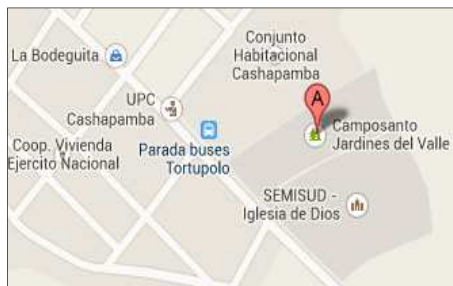 La Bodeguita
Conjunto
Habitacional
Cashapamba
A
UPC
Cashapamba
Camposanto
Jardines del Valle
Coop. Vivienda
Ejercito Nacional
Parada buses
Tortupolo
SEMISUD -
Iglesia de Dios